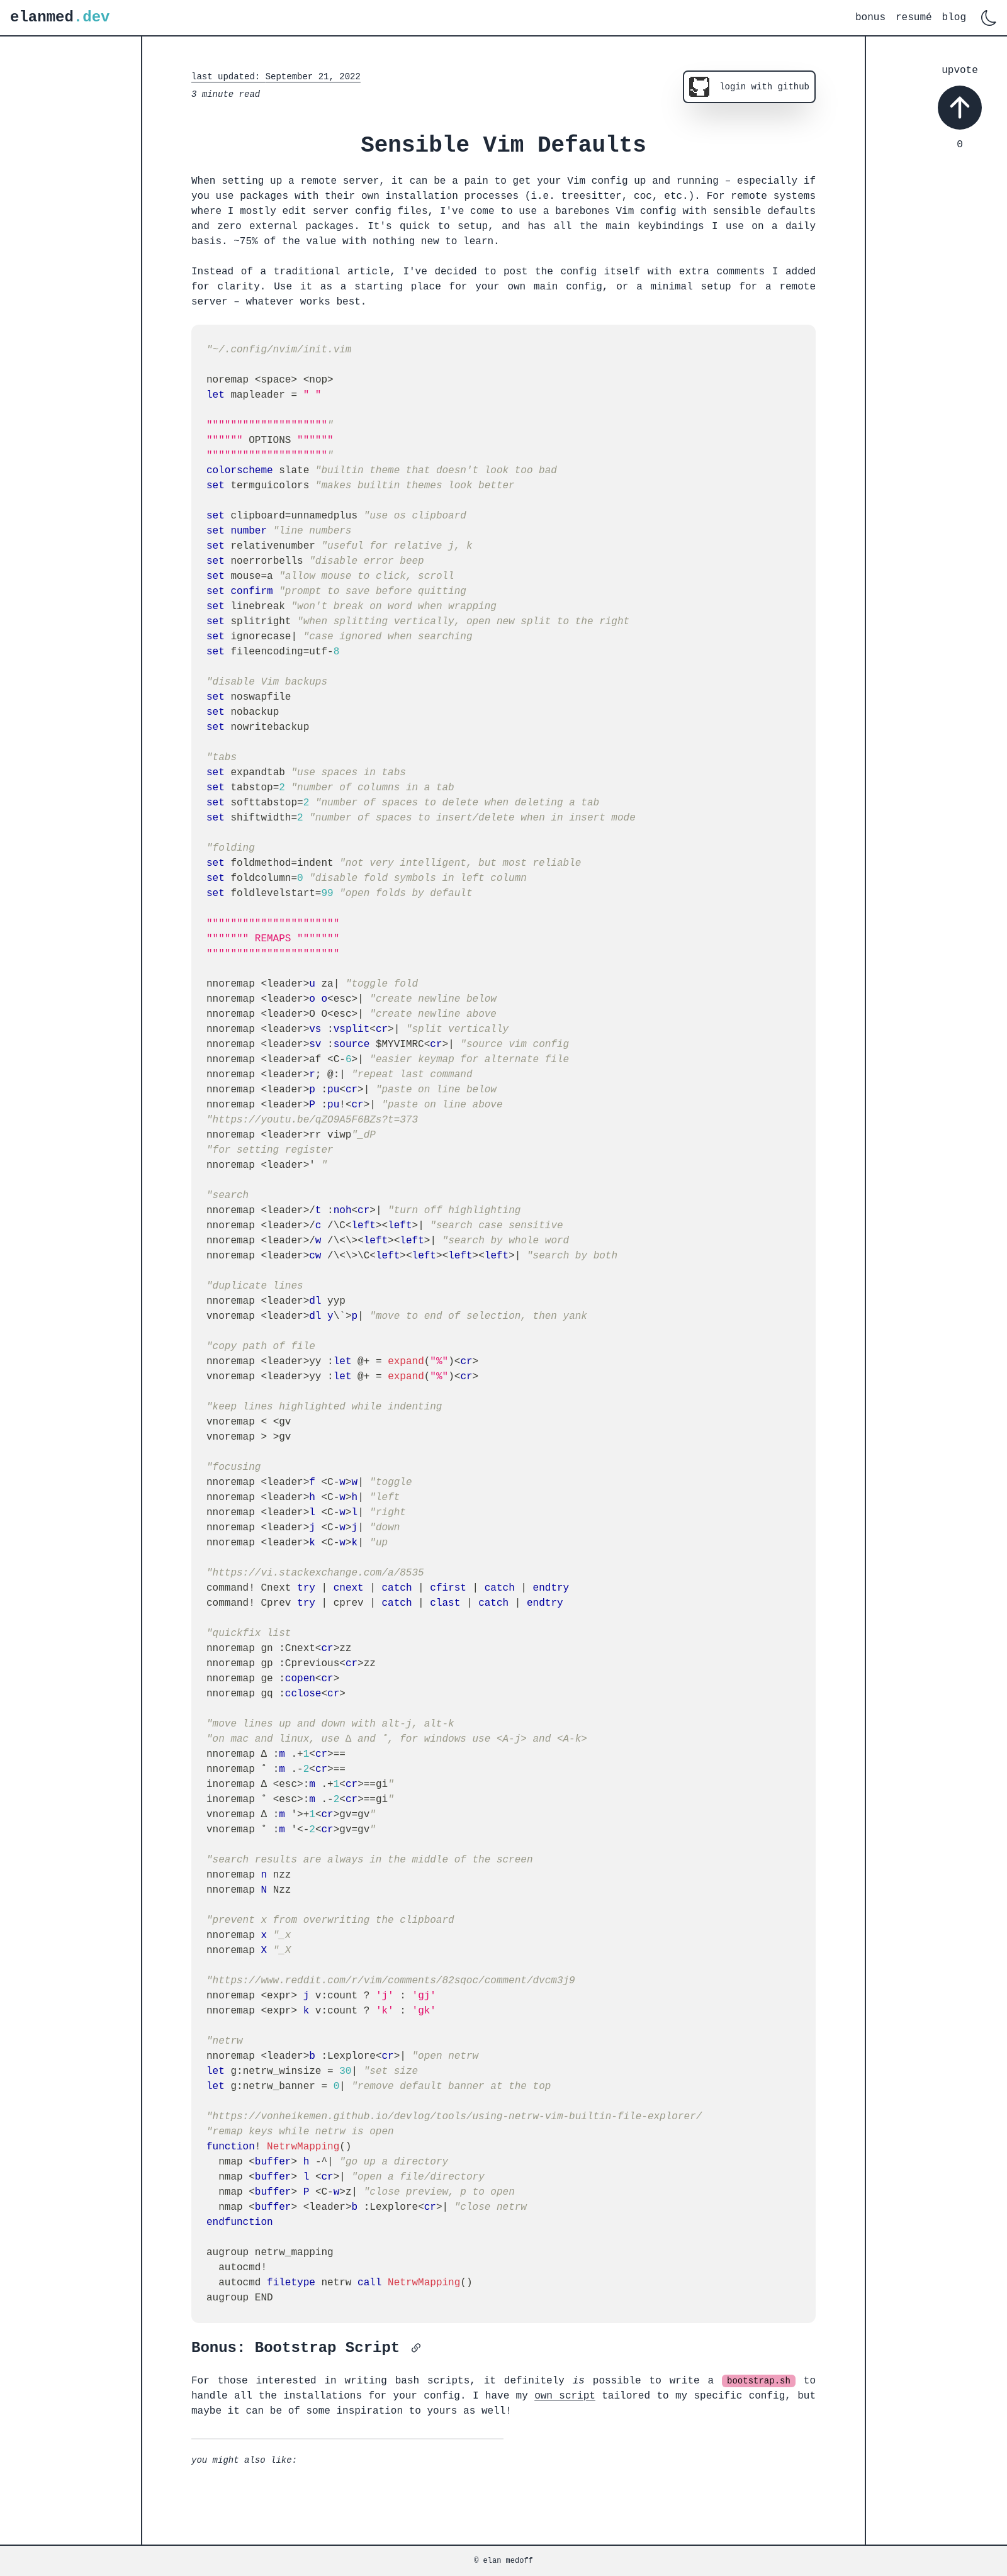 elanmed.dev
bonus resumé blog
upvote
0
last updated: September 21, 2022
3 minute read
login with github
Sensible Vim Defaults
When setting up a remote server, it can be a pain to get your Vim config up and running – especially if
you use packages with their own installation processes (i.e. treesitter, coc, etc.). For remote systems
where I mostly edit server config files, I've come to use a barebones Vim config with sensible defaults
and zero external packages. It's quick to setup, and has all the main keybindings I use on a daily
basis. ~75% of the value with nothing new to learn.
Instead of a traditional article, I've decided to post the config itself with extra comments I added
for clarity. Use it as a starting place for your own main config, or a minimal setup for a remote
server – whatever works best.
"~/.config/nvim/init.vim
noremap <space> <nop>
let mapleader = " "
"""""""""""""""""""""
"""""" OPTIONS """"""
"""""""""""""""""""""
colorscheme slate "builtin theme that doesn't look too bad
set termguicolors "makes builtin themes look better
set clipboard=unnamedplus "use os clipboard
set number "line numbers
set relativenumber "useful for relative j, k
set noerrorbells "disable error beep
set mouse=a "allow mouse to click, scroll
set confirm "prompt to save before quitting
set linebreak "won't break on word when wrapping
set splitright "when splitting vertically, open new split to the right
set ignorecase| "case ignored when searching
set fileencoding=utf-8
"disable Vim backups
set noswapfile
set nobackup
set nowritebackup
"tabs
set expandtab "use spaces in tabs
set tabstop=2 "number of columns in a tab
set softtabstop=2 "number of spaces to delete when deleting a tab
set shiftwidth=2 "number of spaces to insert/delete when in insert mode
"folding
set foldmethod=indent "not very intelligent, but most reliable
set foldcolumn=0 "disable fold symbols in left column
set foldlevelstart=99 "open folds by default
""""""""""""""""""""""
""""""" REMAPS """""""
""""""""""""""""""""""
nnoremap <leader>u za| "toggle fold
nnoremap <leader>o o<esc>| "create newline below
nnoremap <leader>O O<esc>| "create newline above
nnoremap <leader>vs :vsplit<cr>| "split vertically
nnoremap <leader>sv :source $MYVIMRC<cr>| "source vim config
nnoremap <leader>af <C-6>| "easier keymap for alternate file
nnoremap <leader>r; @:| "repeat last command
nnoremap <leader>p :pu<cr>| "paste on line below
nnoremap <leader>P :pu!<cr>| "paste on line above
"https://youtu.be/qZO9A5F6BZs?t=373
nnoremap <leader>rr viwp"_dP
"for setting register
nnoremap <leader>' "
"search
nnoremap <leader>/t :noh<cr>| "turn off highlighting
nnoremap <leader>/c /\C<left><left>| "search case sensitive
nnoremap <leader>/w /\<\><left><left>| "search by whole word
nnoremap <leader>cw /\<\>\C<left><left><left><left>| "search by both
"duplicate lines
nnoremap <leader>dl yyp
vnoremap <leader>dl y\`>p| "move to end of selection, then yank
"copy path of file
nnoremap <leader>yy :let @+ = expand("%")<cr>
vnoremap <leader>yy :let @+ = expand("%")<cr>
"keep lines highlighted while indenting
vnoremap < <gv
vnoremap > >gv
"focusing
nnoremap <leader>f <C-w>w| "toggle
nnoremap <leader>h <C-w>h| "left
nnoremap <leader>l <C-w>l| "right
nnoremap <leader>j <C-w>j| "down
nnoremap <leader>k <C-w>k| "up
"https://vi.stackexchange.com/a/8535
command! Cnext try | cnext | catch | cfirst | catch | endtry
command! Cprev try | cprev | catch | clast | catch | endtry
"quickfix list
nnoremap gn :Cnext<cr>zz
nnoremap gp :Cprevious<cr>zz
nnoremap ge :copen<cr>
nnoremap gq :cclose<cr>
"move lines up and down with alt-j, alt-k
"on mac and linux, use ∆ and ˚, for windows use <A-j> and <A-k>
nnoremap ∆ :m .+1<cr>==
nnoremap ˚ :m .-2<cr>==
inoremap ∆ <esc>:m .+1<cr>==gi"
inoremap ˚ <esc>:m .-2<cr>==gi"
vnoremap ∆ :m '>+1<cr>gv=gv"
vnoremap ˚ :m '<-2<cr>gv=gv"
"search results are always in the middle of the screen
nnoremap n nzz
nnoremap N Nzz
"prevent x from overwriting the clipboard
nnoremap x "_x
nnoremap X "_X
"https://www.reddit.com/r/vim/comments/82sqoc/comment/dvcm3j9
nnoremap <expr> j v:count ? 'j' : 'gj'
nnoremap <expr> k v:count ? 'k' : 'gk'
"netrw
nnoremap <leader>b :Lexplore<cr>| "open netrw
let g:netrw_winsize = 30| "set size
let g:netrw_banner = 0| "remove default banner at the top
"https://vonheikemen.github.io/devlog/tools/using-netrw-vim-builtin-file-explorer/
"remap keys while netrw is open
function! NetrwMapping()
nmap <buffer> h -^| "go up a directory
nmap <buffer> l <cr>| "open a file/directory
nmap <buffer> P <C-w>z| "close preview, p to open
nmap <buffer> <leader>b :Lexplore<cr>| "close netrw
endfunction
augroup netrw_mapping
autocmd!
autocmd filetype netrw call NetrwMapping()
augroup END
Bonus: Bootstrap Script
For those interested in writing bash scripts, it definitely is possible to write a bootstrap.sh to
handle all the installations for your config. I have my own script tailored to my specific config, but
maybe it can be of some inspiration to yours as well!
you might also like:
© elan medoff